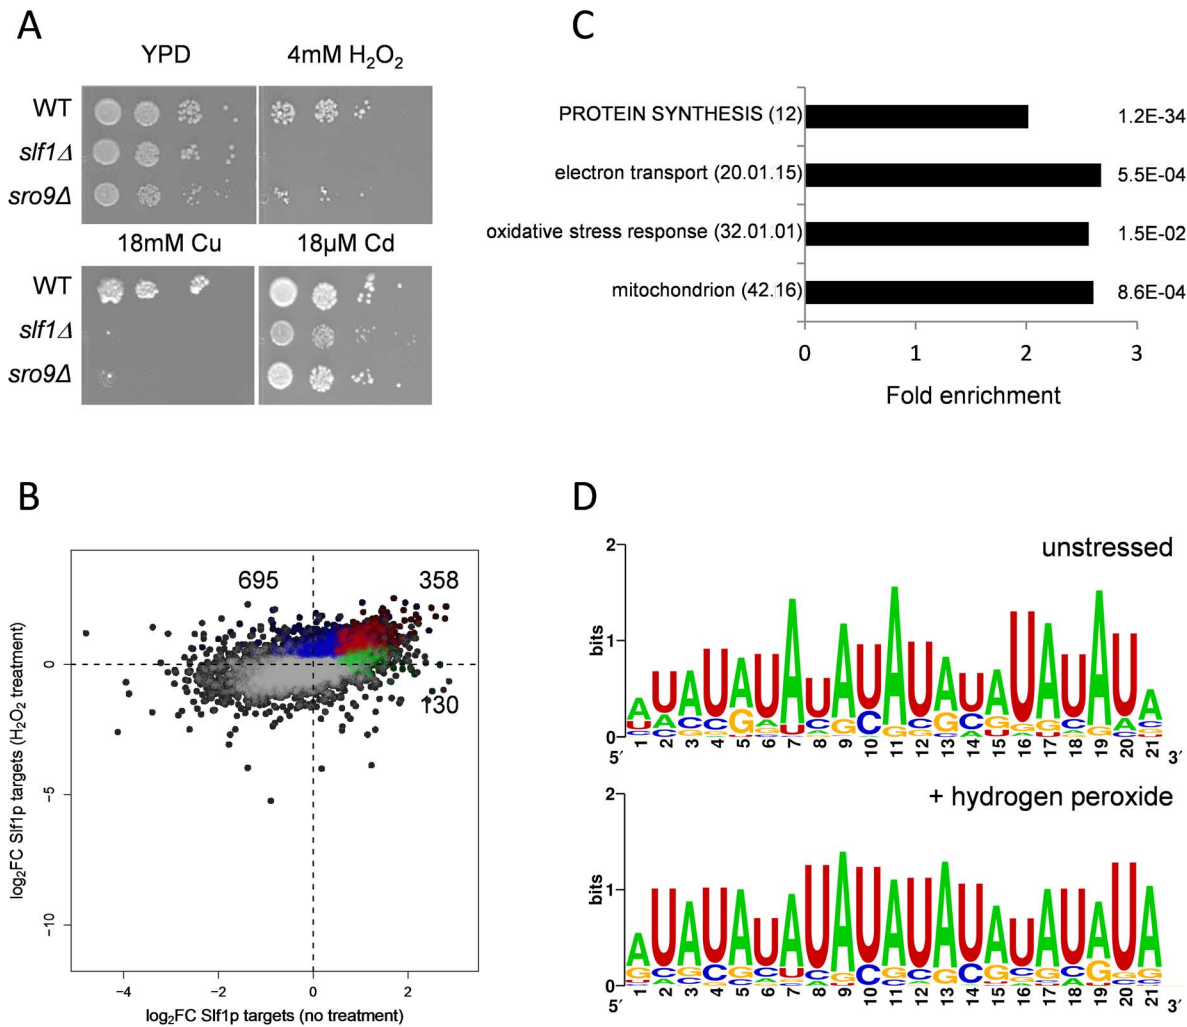 A
YPD
4mM H₂O₂
WT
slf1Δ
sro9Δ
18mM Cu
18µM Cd
WT
slf1Δ
sro9Δ
C
PROTEIN SYNTHESIS (12)
1.2E-34
electron transport (20.01.15)
5.5E-04
oxidative stress response (32.01.01)
1.5E-02
mitochondrion (42.16)
8.6E-04
0 1 2 3
Fold enrichment
B
695
358
130
0
−5
−10
log₂FC Slf1p targets (H₂O₂ treatment)
−4 −2 0 2
log₂FC Slf1p targets (no treatment)
D
unstressed
2
1
0
bits
5′ 1 2 3 4 5 6 7 8 9 10 11 12 13 14 15 16 17 18 19 20 21 3′
AUAUAUAUAUAUAUAUAUAUA
+ hydrogen peroxide
2
1
0
bits
5′ 1 2 3 4 5 6 7 8 9 10 11 12 13 14 15 16 17 18 19 20 21 3′
AUAUAUAUAUAUAUAUAUAUA